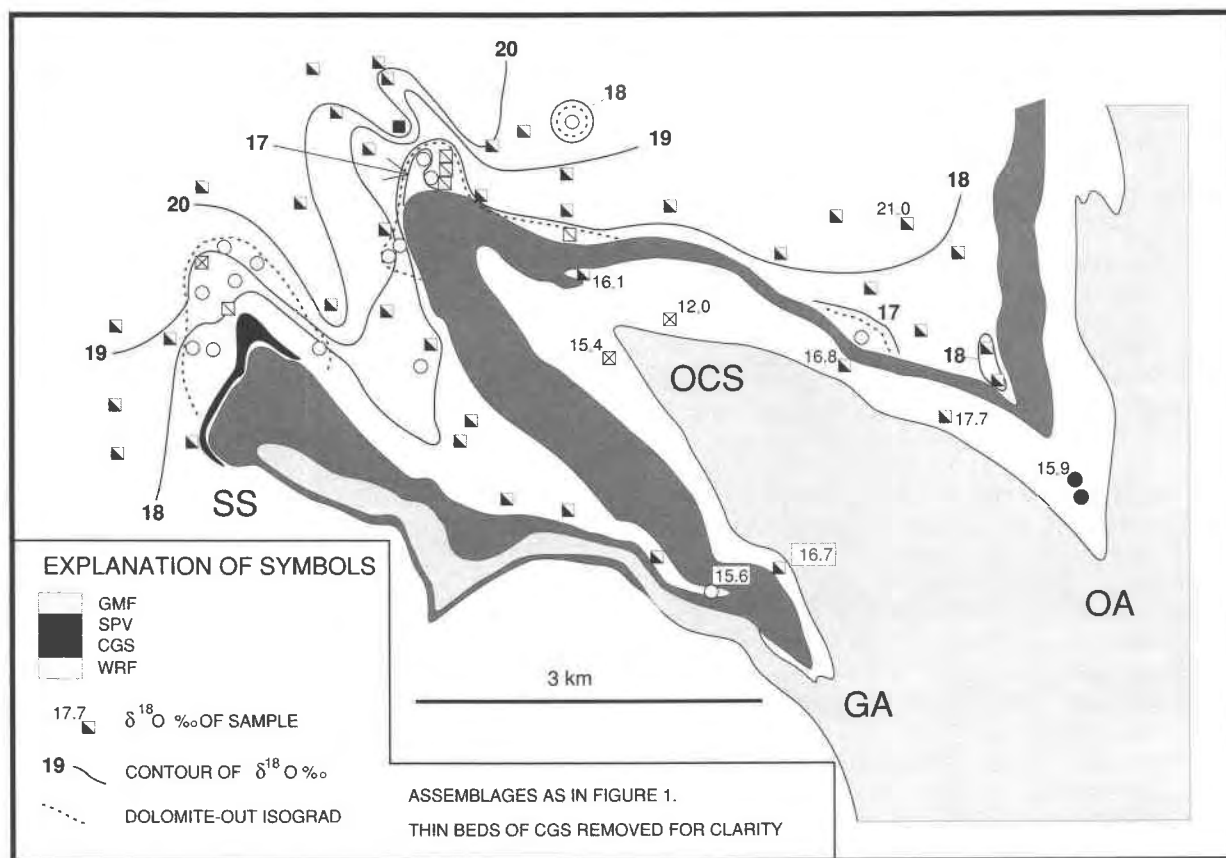 20
18
17
19
20
18
21.0
16.1
12.0
17
15.4
19
OCS
16.8
18
17.7
15.9
18
SS
16.7
15.6
OA
3 km
GA
EXPLANATION OF SYMBOLS
GMF
SPV
CGS
WRF
17.7 δ¹⁸O ‰ OF SAMPLE
19 CONTOUR OF δ¹⁸O ‰
DOLOMITE-OUT ISOGRAD
ASSEMBLAGES AS IN FIGURE 1.
THIN BEDS OF CGS REMOVED FOR CLARITY